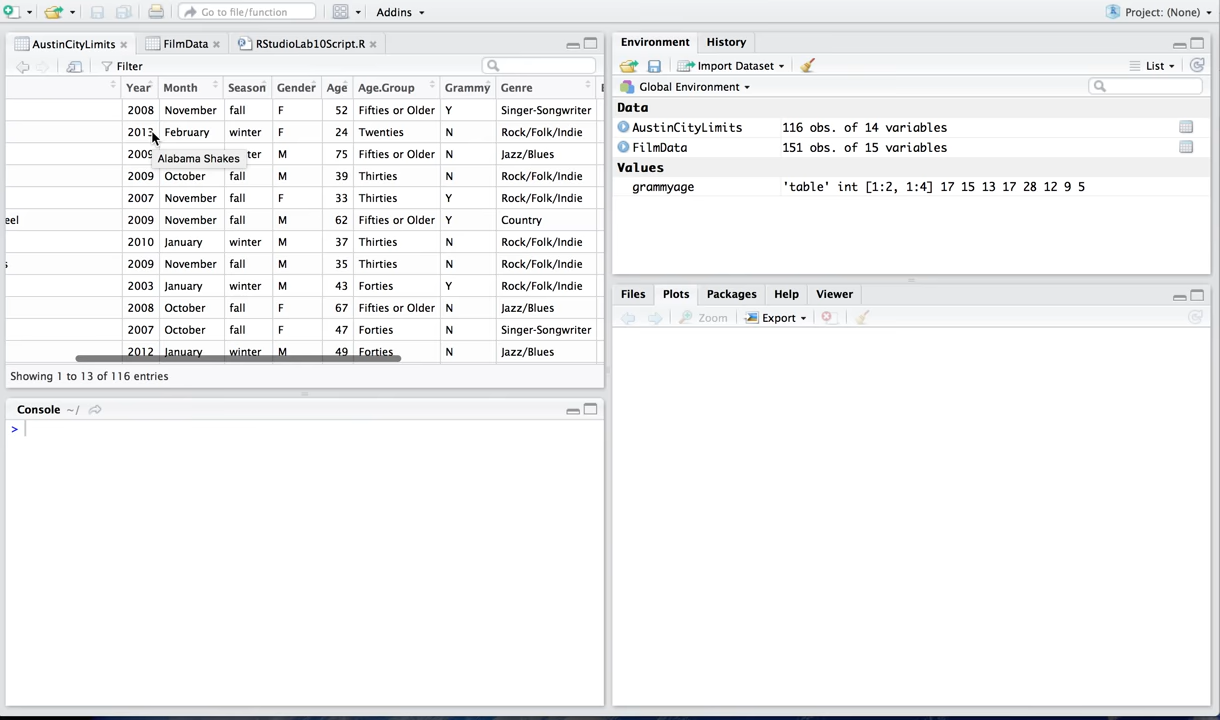 Go to file/function Addins Project: (None)
AustinCityLimits FilmData RStudioLab10Script.R
Filter
Year Month Season Gender Age Age.Group Grammy Genre
2008 November fall F 52 Fifties or Older Y Singer-Songwriter
2013 February winter F 24 Twenties N Rock/Folk/Indie
2009 ter M 75 Fifties or Older N Jazz/Blues
Alabama Shakes
2009 October fall M 39 Thirties N Rock/Folk/Indie
2007 November fall F 33 Thirties Y Rock/Folk/Indie
eel 2009 November fall M 62 Fifties or Older Y Country
2010 January winter M 37 Thirties N Rock/Folk/Indie
s 2009 November fall M 35 Thirties N Rock/Folk/Indie
2003 January winter M 43 Forties Y Rock/Folk/Indie
2008 October fall F 67 Fifties or Older N Jazz/Blues
2007 October fall F 47 Forties N Singer-Songwriter
2012 January winter M 49 Forties N Jazz/Blues
Showing 1 to 13 of 116 entries
Console ~/
>
Environment History
Import Dataset List
Global Environment
Data
AustinCityLimits 116 obs. of 14 variables
FilmData 151 obs. of 15 variables
Values
grammyage 'table' int [1:2, 1:4] 17 15 13 17 28 12 9 5
Files Plots Packages Help Viewer
Zoom Export